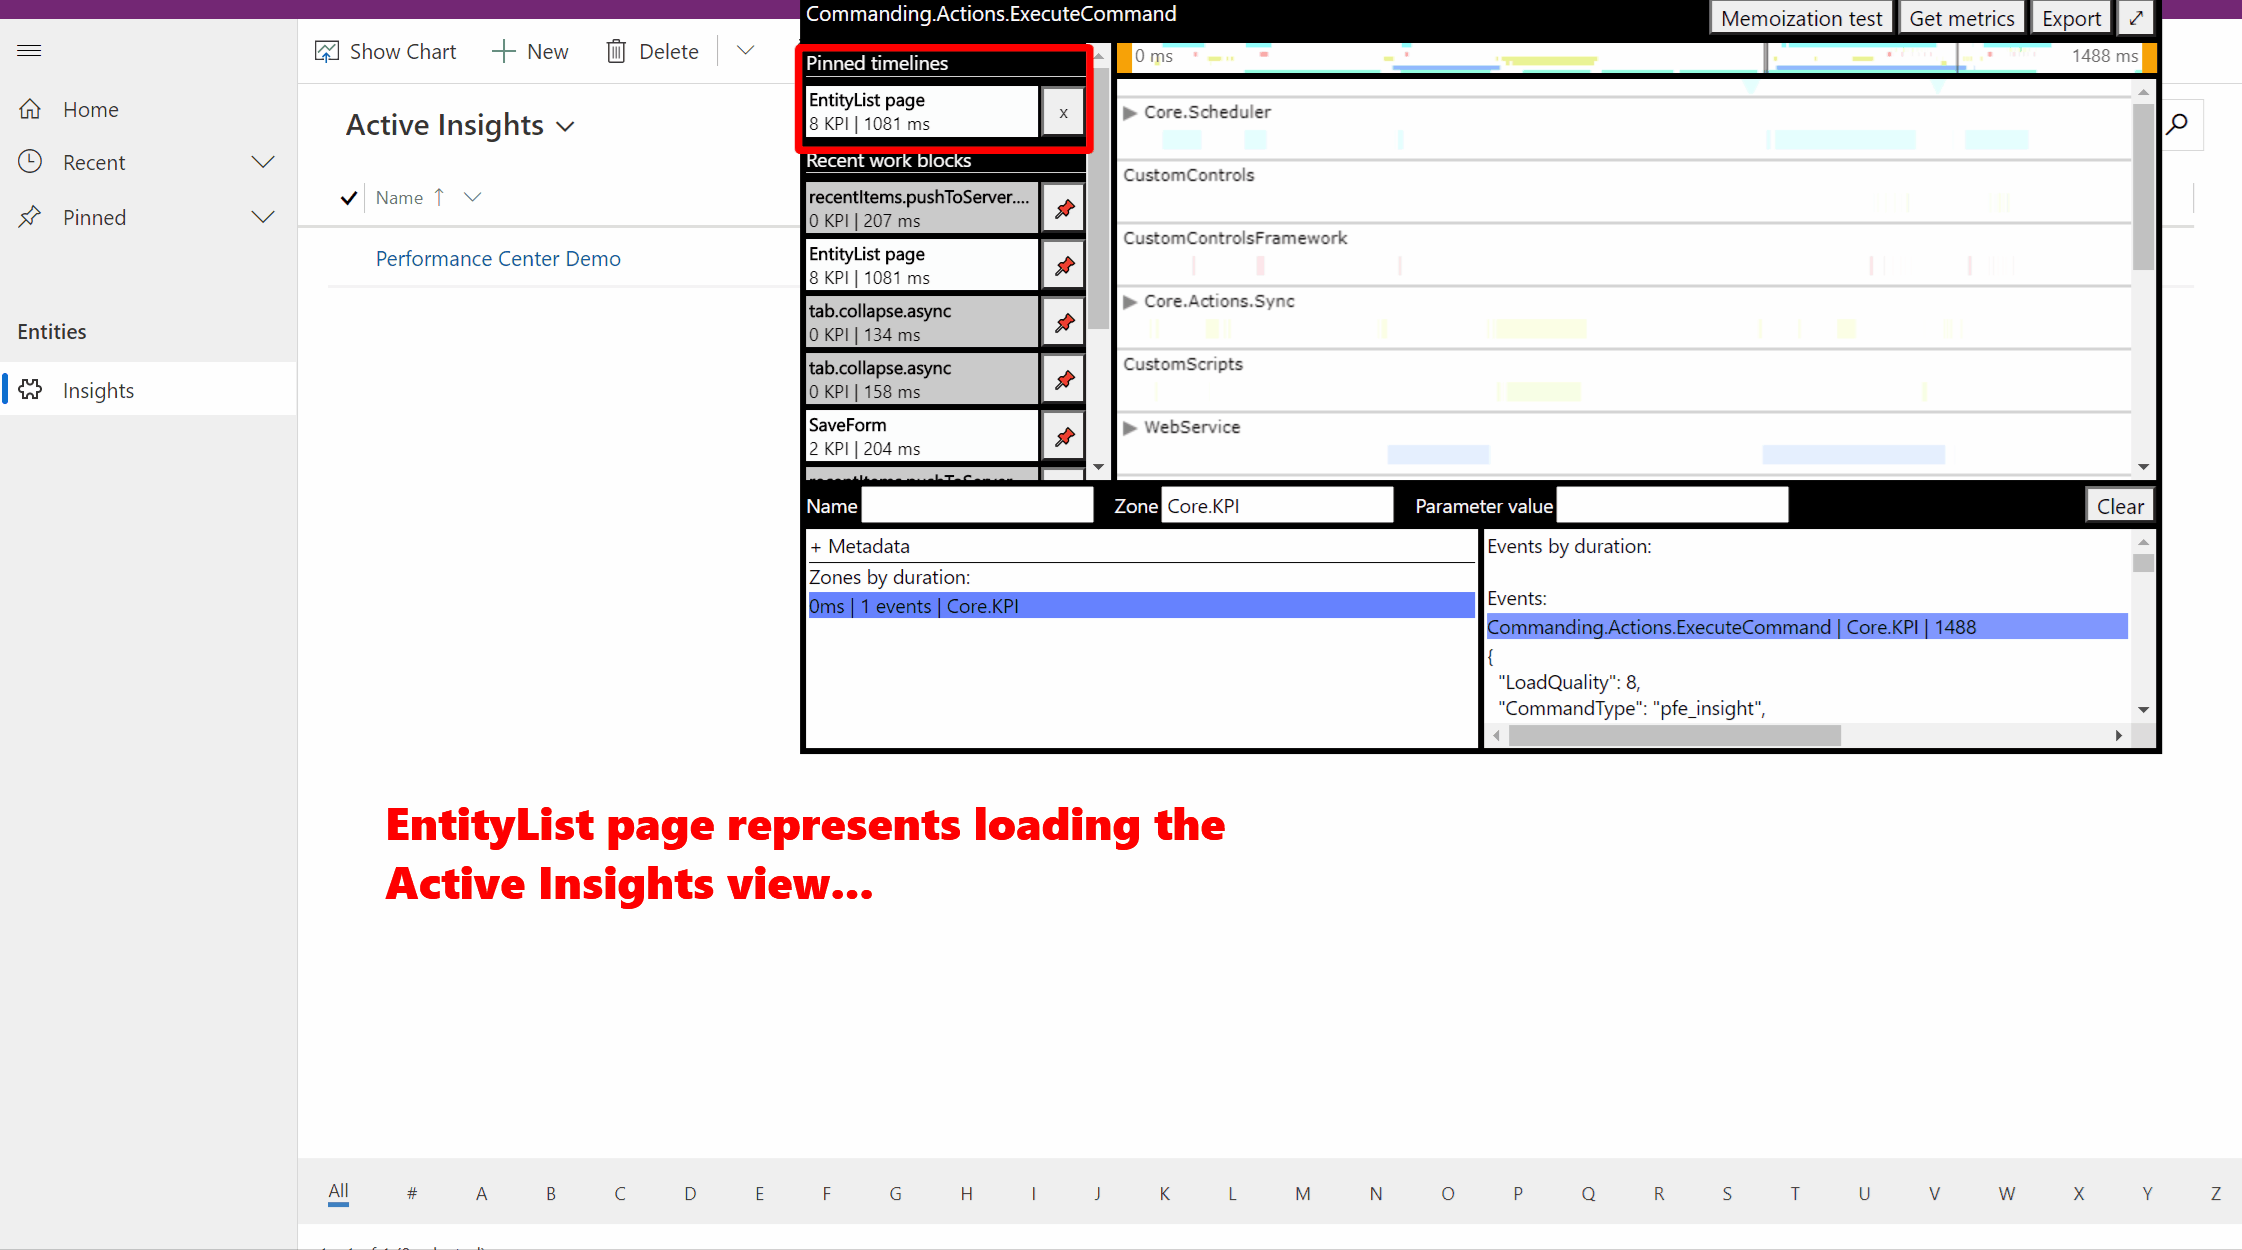 Commanding.Actions.ExecuteCommand
Memoization test
Get metrics
Export
Show Chart
New
Delete
Home
Recent
Pinned
Entities
Insights
Active Insights
Name
Performance Center Demo
Pinned timelines
EntityList page
8 KPI | 1081 ms
x
Recent work blocks
recentItems.pushToServer....
0 KPI | 207 ms
EntityList page
8 KPI | 1081 ms
tab.collapse.async
0 KPI | 134 ms
tab.collapse.async
0 KPI | 158 ms
SaveForm
2 KPI | 204 ms
0 ms
1488 ms
Core.Scheduler
CustomControls
CustomControlsFramework
Core.Actions.Sync
CustomScripts
WebService
Name
Zone Core.KPI
Parameter value
Clear
+ Metadata
Zones by duration:
0ms | 1 events | Core.KPI
Events by duration:
Events:
Commanding.Actions.ExecuteCommand | Core.KPI | 1488
{
"LoadQuality": 8,
"CommandType": "pfe_insight",
EntityList page represents loading the
Active Insights view...
All # A B C D E F G H I J K L M N O P Q R S T U V W X Y Z